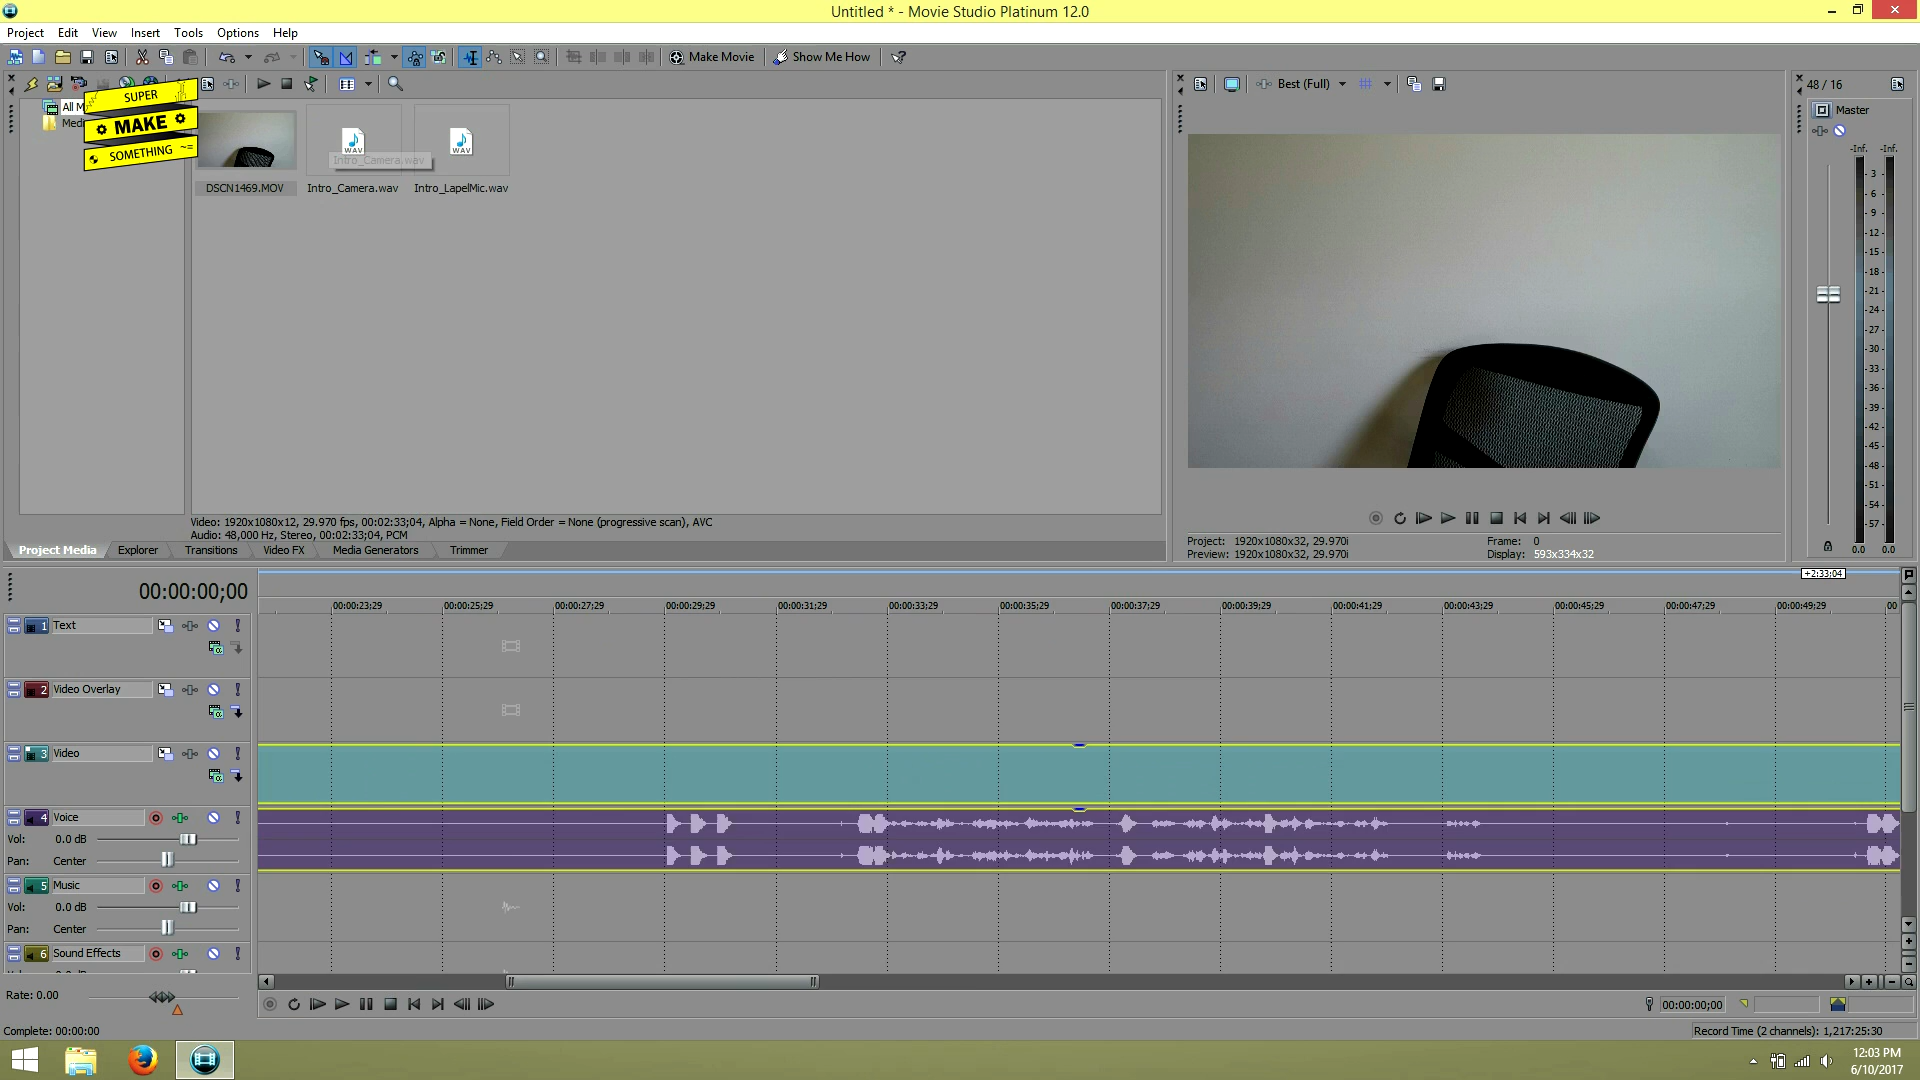 Untitled * - Movie Studio Platinum 12.0
Project Edit View Insert Tools Options Help
Make Movie Show Me How
Best (Full)
48 / 16
SUPER
MAKE
SOMETHING
All M
Medi
Master
-Inf. -Inf.
WAV
Intro_Camera.wav
WAV
DSCN1469.MOV Intro_Camera.wav Intro_LapelMic.wav
3
6
9
12
15
18
21
24
27
30
33
36
39
42
45
48
51
54
57
0.0 0.0
Video: 1920x1080x12, 29.970 fps, 00:02:33;04, Alpha = None, Field Order = None (progressive scan), AVC
Audio: 48,000 Hz, Stereo, 00:02:33;04, PCM
Project: 1920x1080x32, 29.970i Frame: 0
Preview: 1920x1080x32, 29.970i Display: 593x334x32
Project Media Explorer Transitions Video FX Media Generators Trimmer
+2:33;04
00:00:00;00
00:00:23;29 00:00:25;29 00:00:27;29 00:00:29;29 00:00:31;29 00:00:33;29 00:00:35;29 00:00:37;29 00:00:39;29 00:00:41;29 00:00:43;29 00:00:45;29 00:00:47;29 00:00:49;29 00
1 Text
2 Video Overlay
3 Video
4 Voice
Vol: 0.0 dB
Pan: Center
5 Music
Vol: 0.0 dB
Pan: Center
6 Sound Effects
Rate: 0.00
00:00:00;00
Complete: 00:00:00
Record Time (2 channels): 1,217:25:30
12:03 PM
6/10/2017